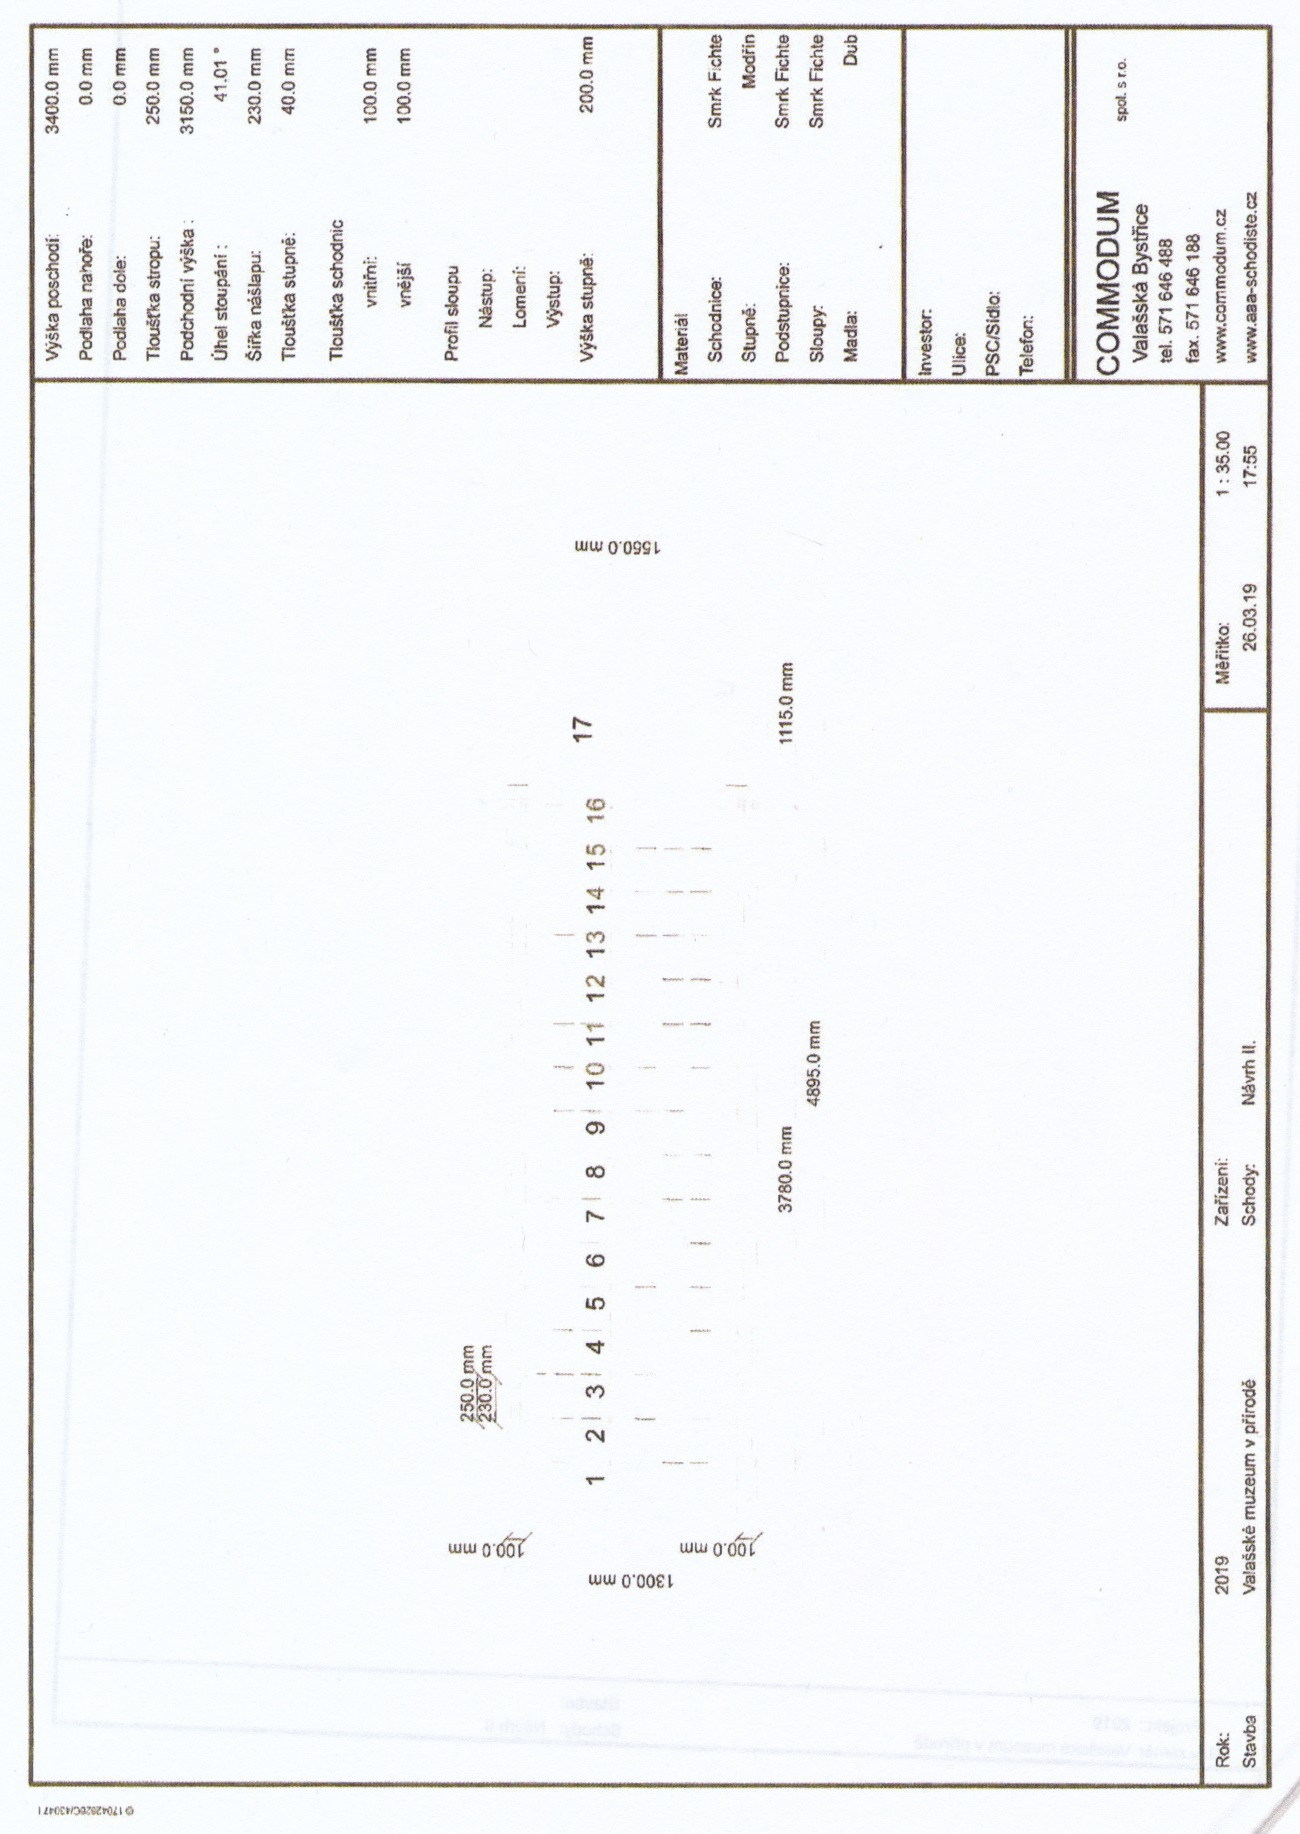 Výška poschodí: 3400.0 mm
Podlaha nahoře: 0.0 mm
Podlaha dole: 0.0 mm
Tloušťka stropu: 250.0 mm
Podchodní výška : 3150.0 mm
Úhel stoupání : 41.01 °
Šířka nášlapu: 230.0 mm
Tloušťka stupně: 40.0 mm
Tloušťka schodnic
vnitřní: 100.0 mm
vnější 100.0 mm
Profil sloupu
Nástup:
Lomení:
Výstup:
Výška stupně: 200.0 mm
Materiál
Schodnice: Smrk Fichte
Stupně: Modřín
Podstupnice: Smrk Fichte
Sloupy: Smrk Fichte
Madla: Dub
Investor:
Ulice:
PSC/Sídlo:
Telefon:
COMMODUM spol. s r.o.
Valašská Bystřice
tel. 571 646 488
fax. 571 646 188
www.commodum.cz
www.aaa-schodiste.cz
250.0 mm
230.0 mm
100.0 mm
1300.0 mm
100.0 mm
1 2 3 4 5 6 7 8 9 10 11 12 13 14 15 16 17
1550.0 mm
3780.0 mm 1115.0 mm
4895.0 mm
Rok: 2019 Zařízení: Měřítko: 1 : 35.00
Stavba Valašské muzeum v přírodě Schody: Návrh II. 26.03.19 17:55